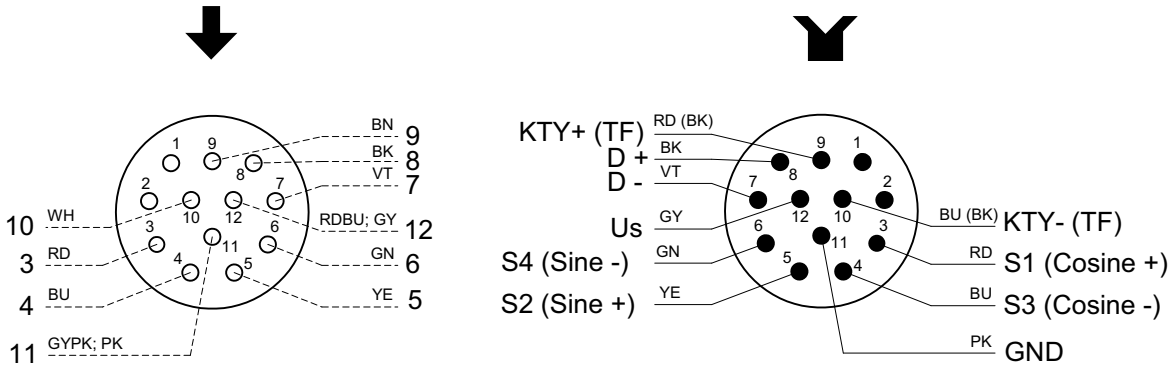 BN 9
BK 8
VT 7
RDBU; GY 12
GN 6
YE 5
10 WH
3 RD
4 BU
11 GYPK; PK
1 9 8
2 7
10 12
3 11 6
4 5
KTY+ (TF) RD (BK)
D + BK
D - VT
Us GY
S4 (Sine -) GN
S2 (Sine +) YE
9 1
8
7 2
12 10
6 11 3
5 4
BU (BK) KTY- (TF)
RD S1 (Cosine +)
BU S3 (Cosine -)
PK GND